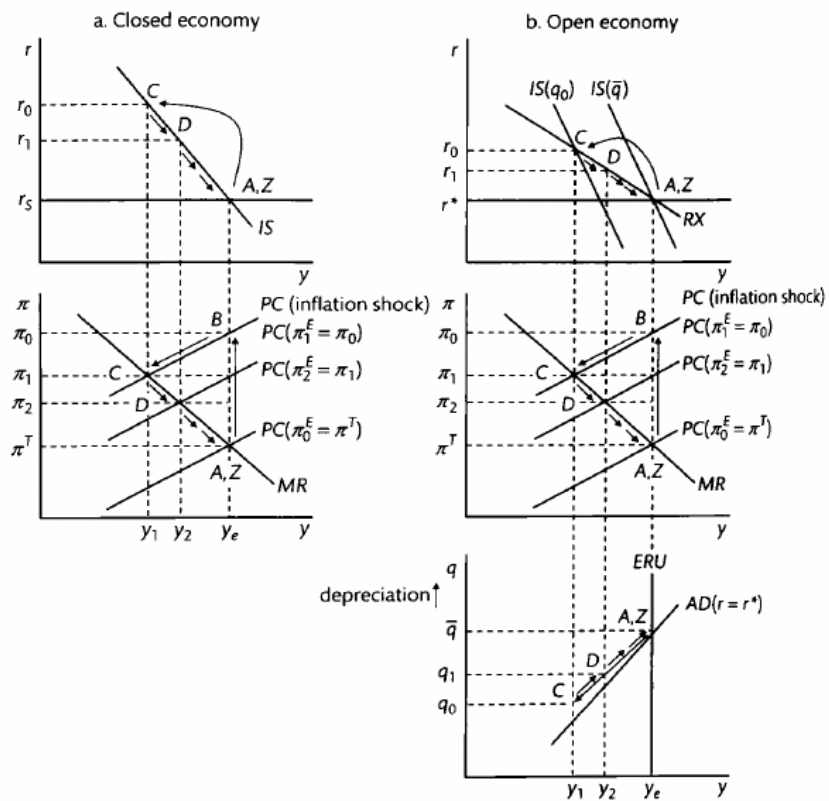 a. Closed economy
r
C
r₀
D
r₁
A, Z
rₛ
IS
y
π
PC (inflation shock)
π₀
B
PC(π₁ᴱ = π₀)
π₁
C
PC(π₂ᴱ = π₁)
π₂
D
PC(π₀ᴱ = πᵀ)
πᵀ
A, Z
MR
y₁ y₂ yₑ y
b. Open economy
r
IS(q₀) IS(q̄)
C
r₀
D
r₁
A, Z
r*
RX
y
π
PC (inflation shock)
π₀
B
PC(π₁ᴱ = π₀)
π₁
C
PC(π₂ᴱ = π₁)
π₂
D
PC(π₀ᴱ = πᵀ)
πᵀ
A, Z
MR
y
q
ERU
depreciation
AD(r = r*)
A, Z
q̄
D
q₁
C
q₀
y₁ y₂ yₑ y